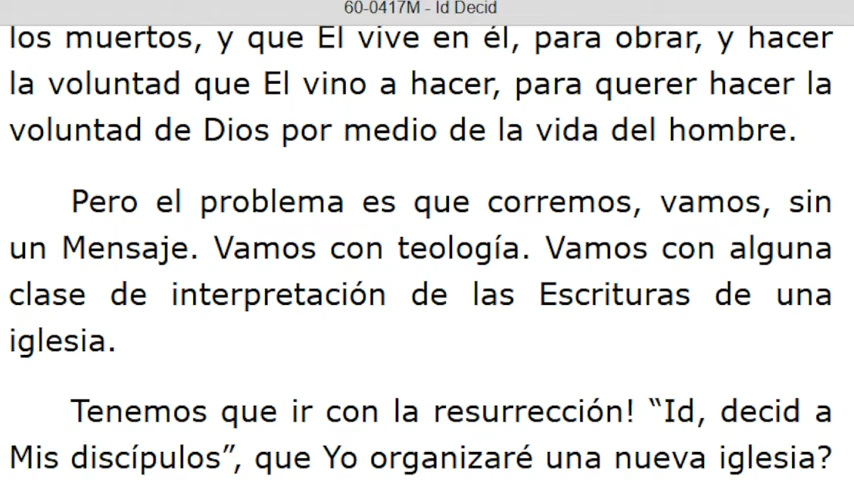 60-0417M - Id Decid
los muertos, y que El vive en él, para obrar, y hacer
la voluntad que El vino a hacer, para querer hacer la
voluntad de Dios por medio de la vida del hombre.
Pero el problema es que corremos, vamos, sin
un Mensaje. Vamos con teología. Vamos con alguna
clase de interpretación de las Escrituras de una
iglesia.
Tenemos que ir con la resurrección! “Id, decid a
Mis discípulos”, que Yo organizaré una nueva iglesia?